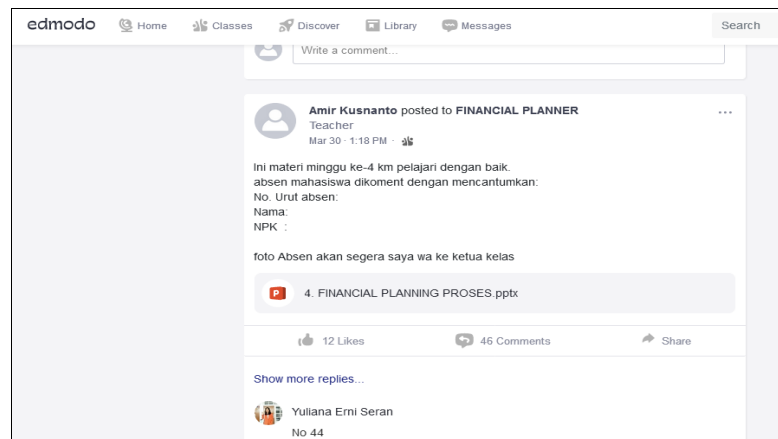 edmodo Home Classes Discover Library Messages Search
Write a comment...
Amir Kusnanto posted to FINANCIAL PLANNER
Teacher
Mar 30 · 1:18 PM ·
Ini materi minggu ke-4 km pelajari dengan baik.
absen mahasiswa dikoment dengan mencantumkan:
No. Urut absen:
Nama:
NPK :
foto Absen akan segera saya wa ke ketua kelas
4. FINANCIAL PLANNING PROSES.pptx
12 Likes 46 Comments Share
Show more replies...
Yuliana Erni Seran
No 44